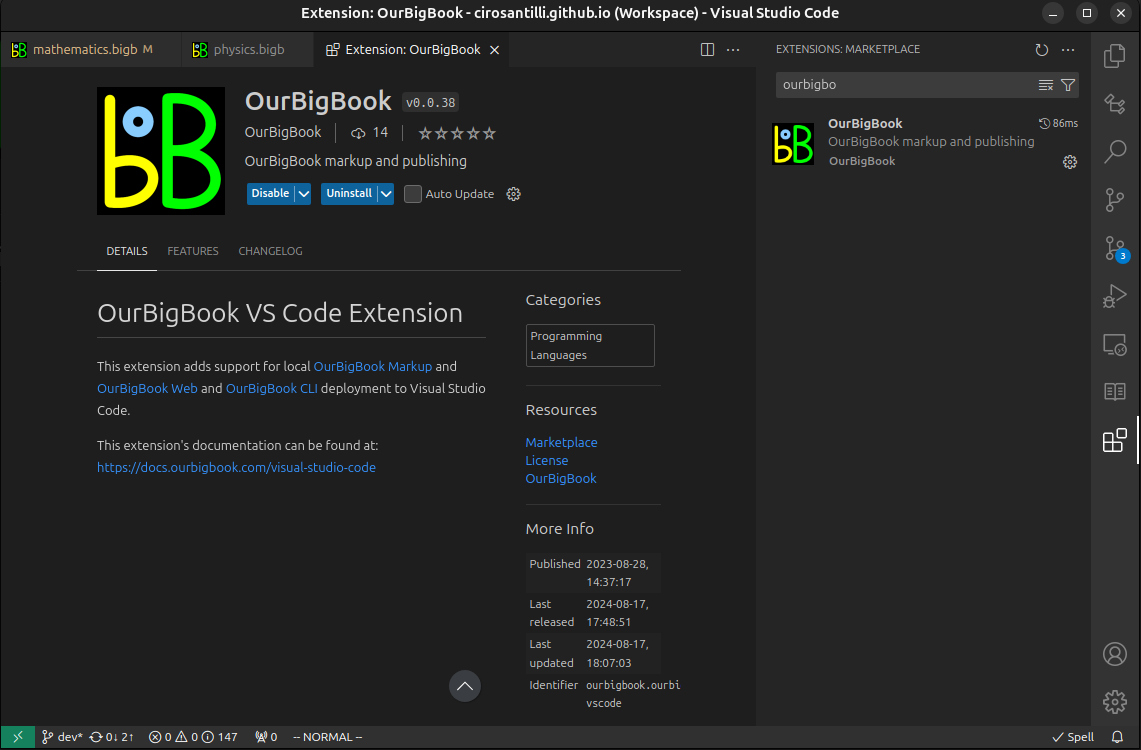 Extension: OurBigBook - cirosantilli.github.io (Workspace) - Visual Studio Code
mathematics.bigb M
physics.bigb
Extension: OurBigBook
EXTENSIONS: MARKETPLACE
ourbigbo
OurBigBook
86ms
OurBigBook markup and publishing
OurBigBook
bB
OurBigBook v0.0.38
OurBigBook 14
OurBigBook markup and publishing
Disable
Uninstall
Auto Update
DETAILS FEATURES CHANGELOG
OurBigBook VS Code Extension
This extension adds support for local OurBigBook Markup and
OurBigBook Web and OurBigBook CLI deployment to Visual Studio
Code.
This extension's documentation can be found at:
https://docs.ourbigbook.com/visual-studio-code
Categories
Programming
Languages
Resources
Marketplace
License
OurBigBook
More Info
Published 2023-08-28,
14:37:17
Last 2024-08-17,
released 17:48:51
Last 2024-08-17,
updated 18:07:03
Identifier ourbigbook.ourbi
vscode
3
dev* 0↓ 2↑ 0 0 147 0 -- NORMAL -- Spell